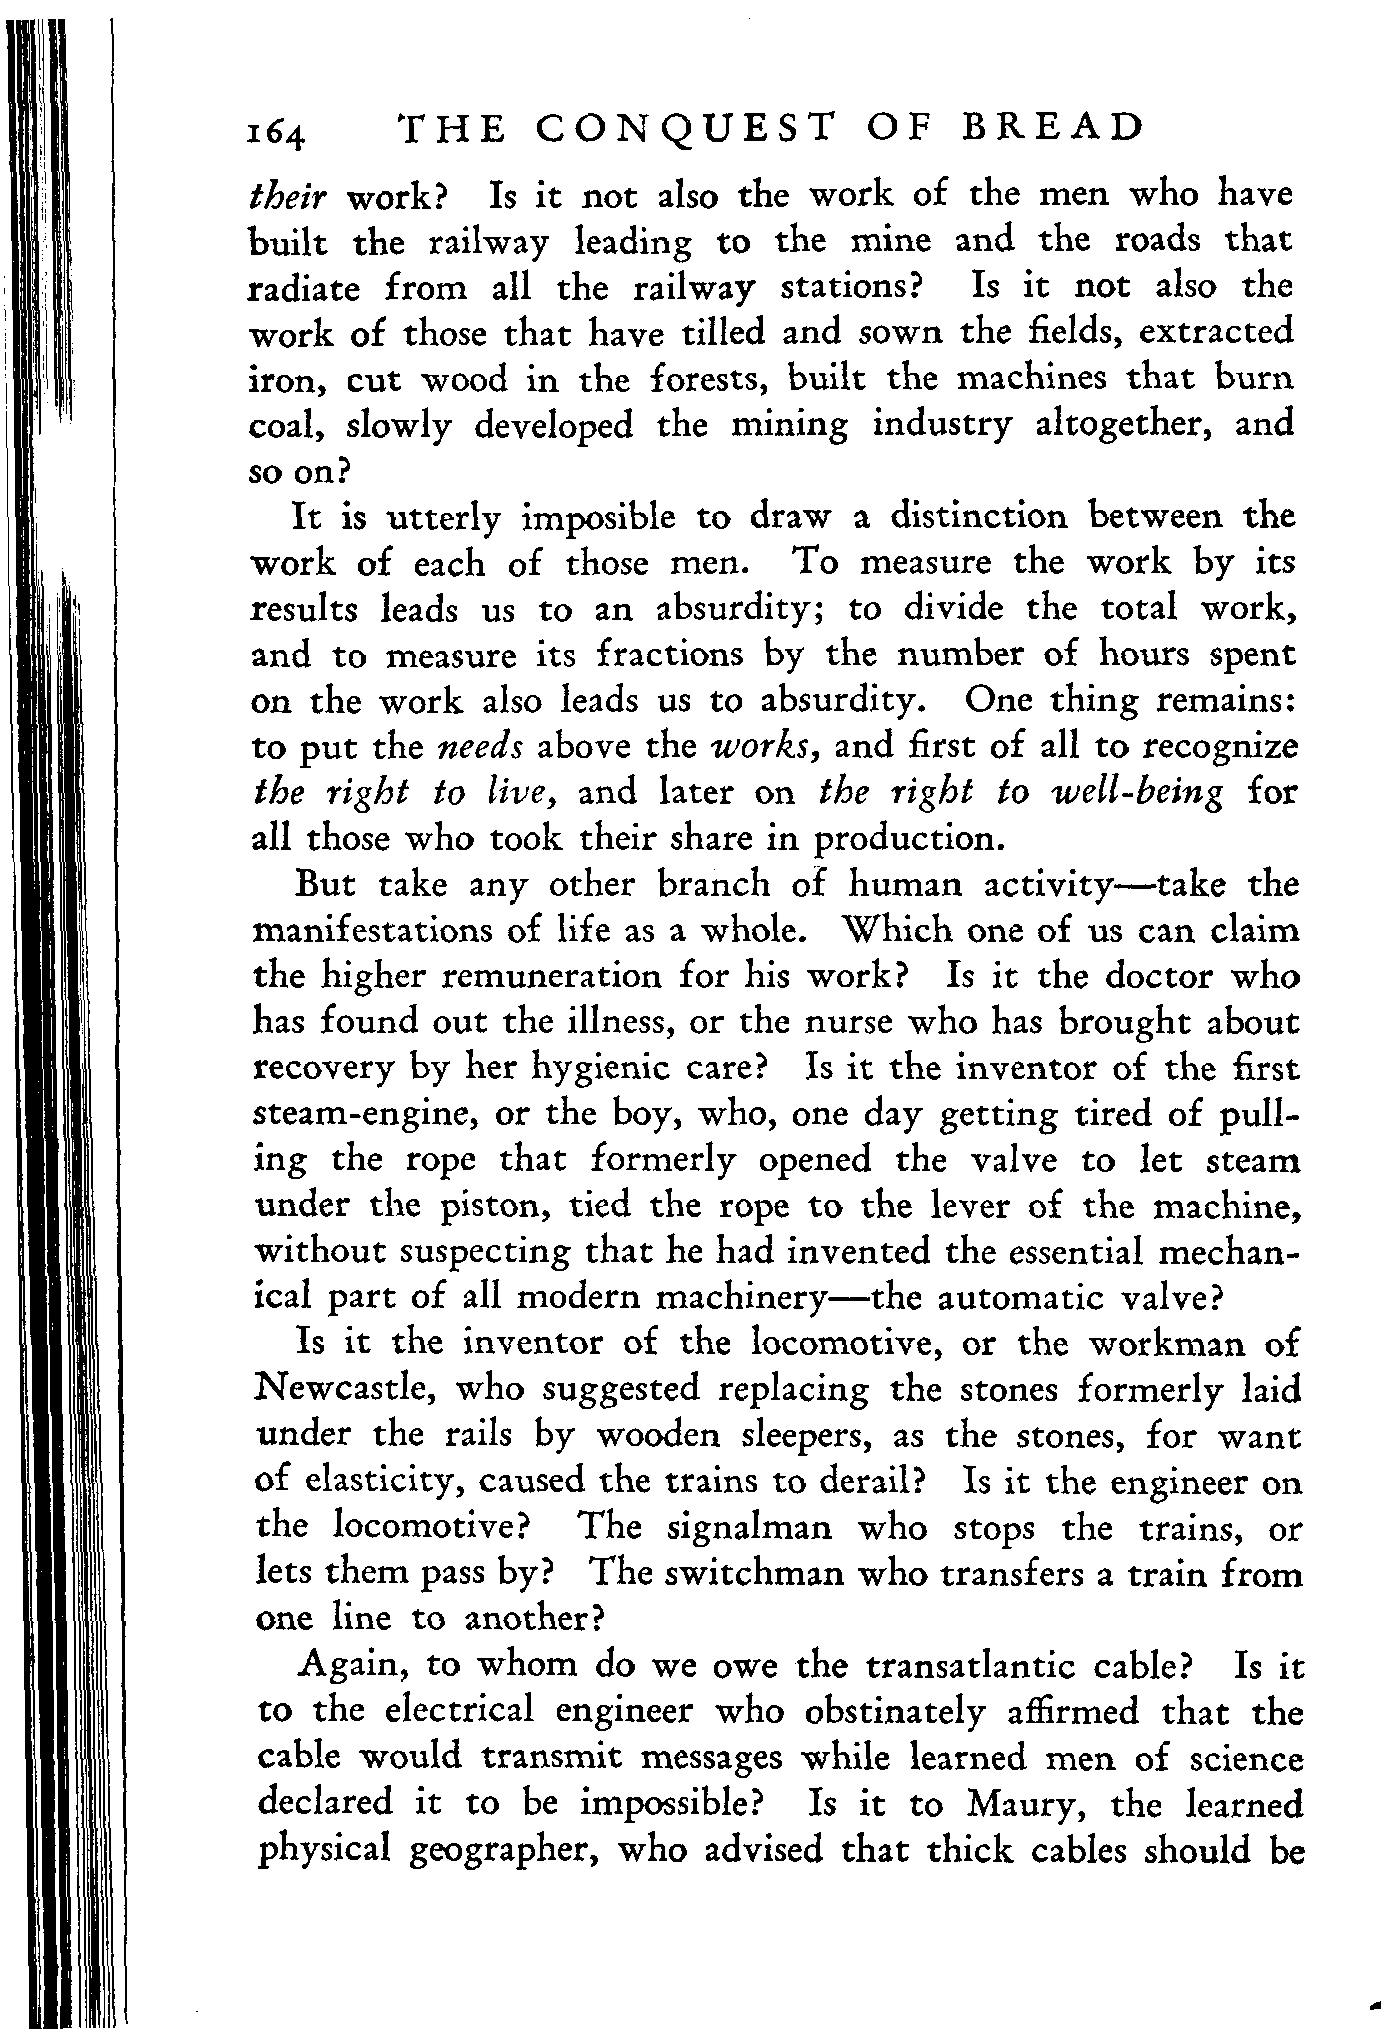 164 THE CONQUEST OF BREAD
their work? Is it not also the work of the men who have
built the railway leading to the mine and the roads that
radiate from all the railway stations? Is it not also the
work of those that have tilled and sown the fields, extracted
iron, cut wood in the forests, built the machines that burn
coal, slowly developed the mining industry altogether, and
so on?
It is utterly imposible to draw a distinction between the
work of each of those men. To measure the work by its
results leads us to an absurdity; to divide the total work,
and to measure its fractions by the number of hours spent
on the work also leads us to absurdity. One thing remains:
to put the needs above the works, and first of all to recognize
the right to live, and later on the right to well-being for
all those who took their share in production.
But take any other branch of human activity—take the
manifestations of life as a whole. Which one of us can claim
the higher remuneration for his work? Is it the doctor who
has found out the illness, or the nurse who has brought about
recovery by her hygienic care? Is it the inventor of the first
steam-engine, or the boy, who, one day getting tired of pull-
ing the rope that formerly opened the valve to let steam
under the piston, tied the rope to the lever of the machine,
without suspecting that he had invented the essential mechan-
ical part of all modern machinery—the automatic valve?
Is it the inventor of the locomotive, or the workman of
Newcastle, who suggested replacing the stones formerly laid
under the rails by wooden sleepers, as the stones, for want
of elasticity, caused the trains to derail? Is it the engineer on
the locomotive? The signalman who stops the trains, or
lets them pass by? The switchman who transfers a train from
one line to another?
Again, to whom do we owe the transatlantic cable? Is it
to the electrical engineer who obstinately affirmed that the
cable would transmit messages while learned men of science
declared it to be impossible? Is it to Maury, the learned
physical geographer, who advised that thick cables should be